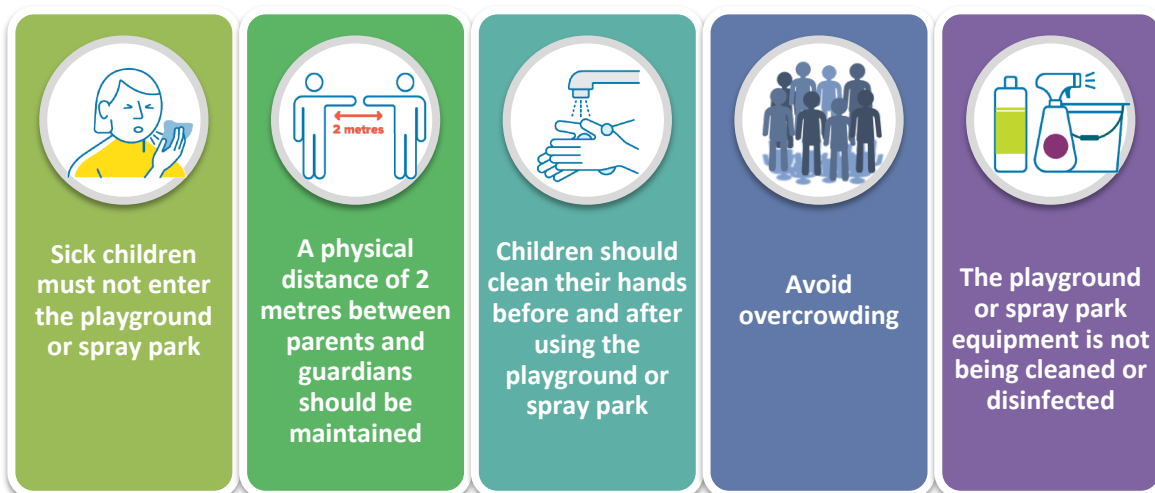 Sick children
must not enter
the playground
or spray park
2 metres
A physical
distance of 2
metres between
parents and
guardians
should be
maintained
Children should
clean their hands
before and after
using the
playground or
spray park
Avoid
overcrowding
The playground
or spray park
equipment is not
being cleaned or
disinfected